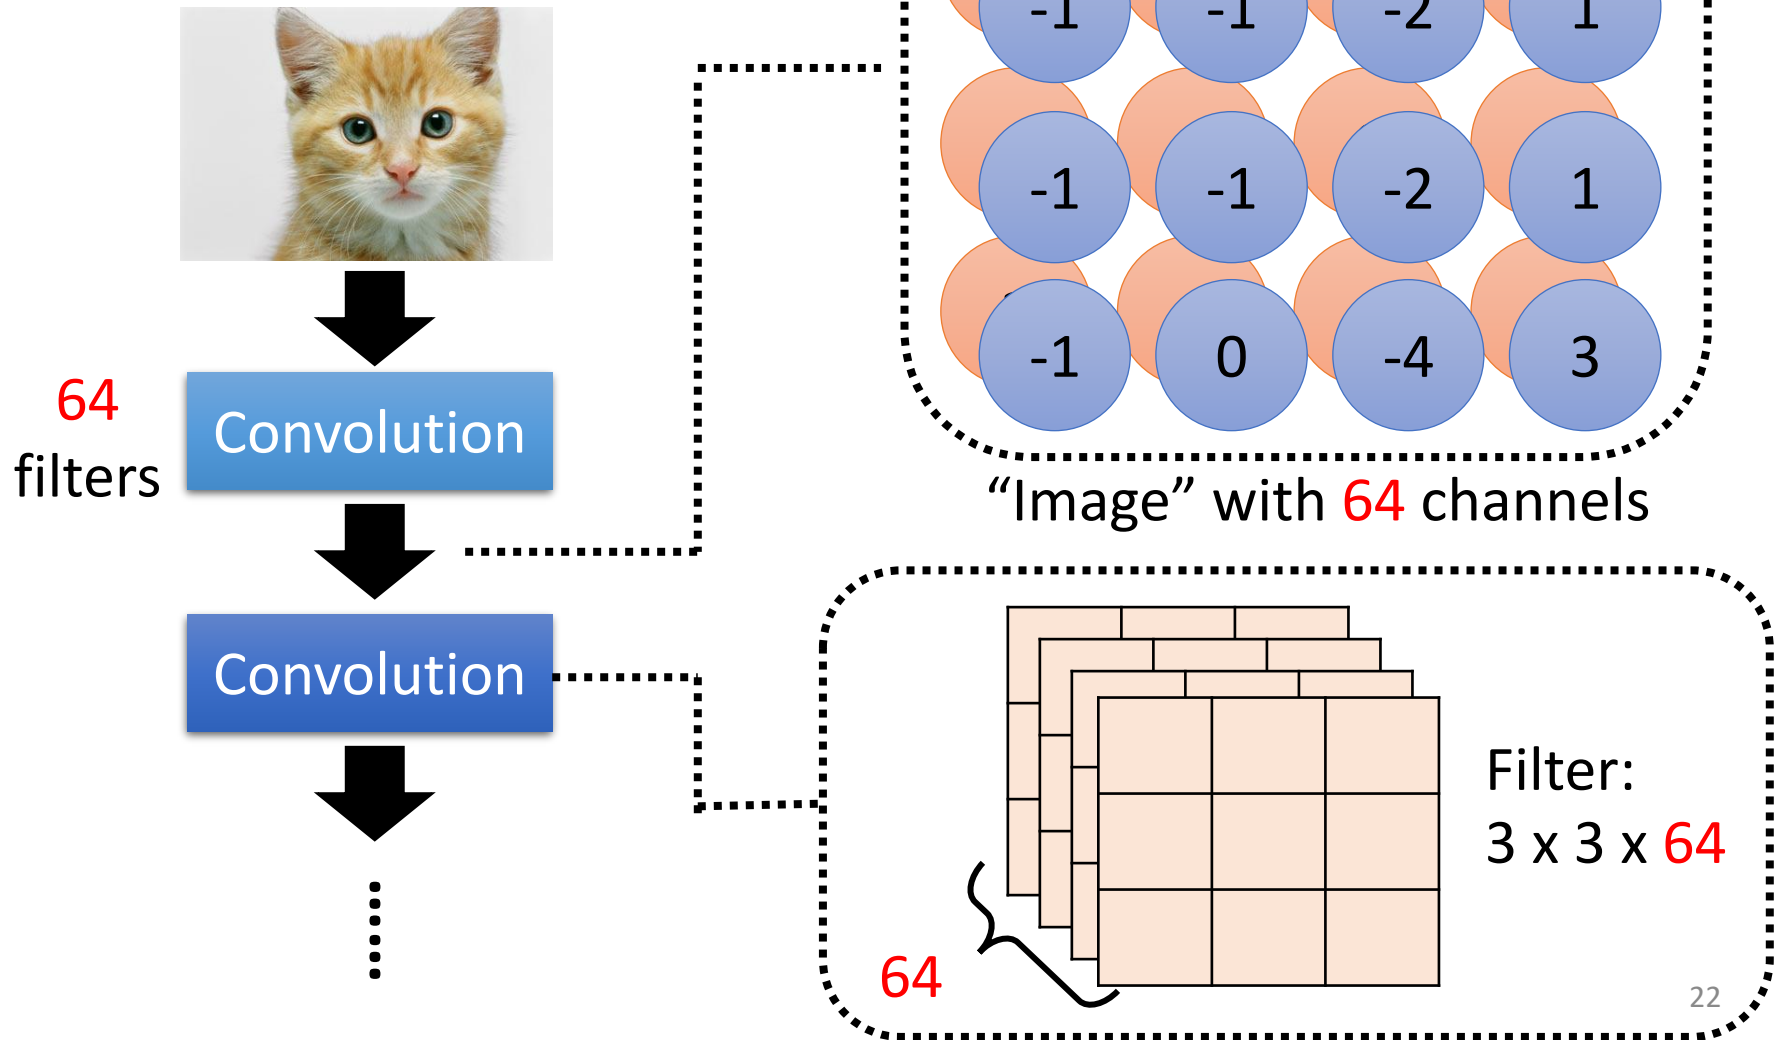 -1 -1 -2 1
-1 -1 -2 1
-1 0 -4 3
64
filters
Convolution
“Image” with 64 channels
Convolution
Filter:
3 x 3 x 64
64
22